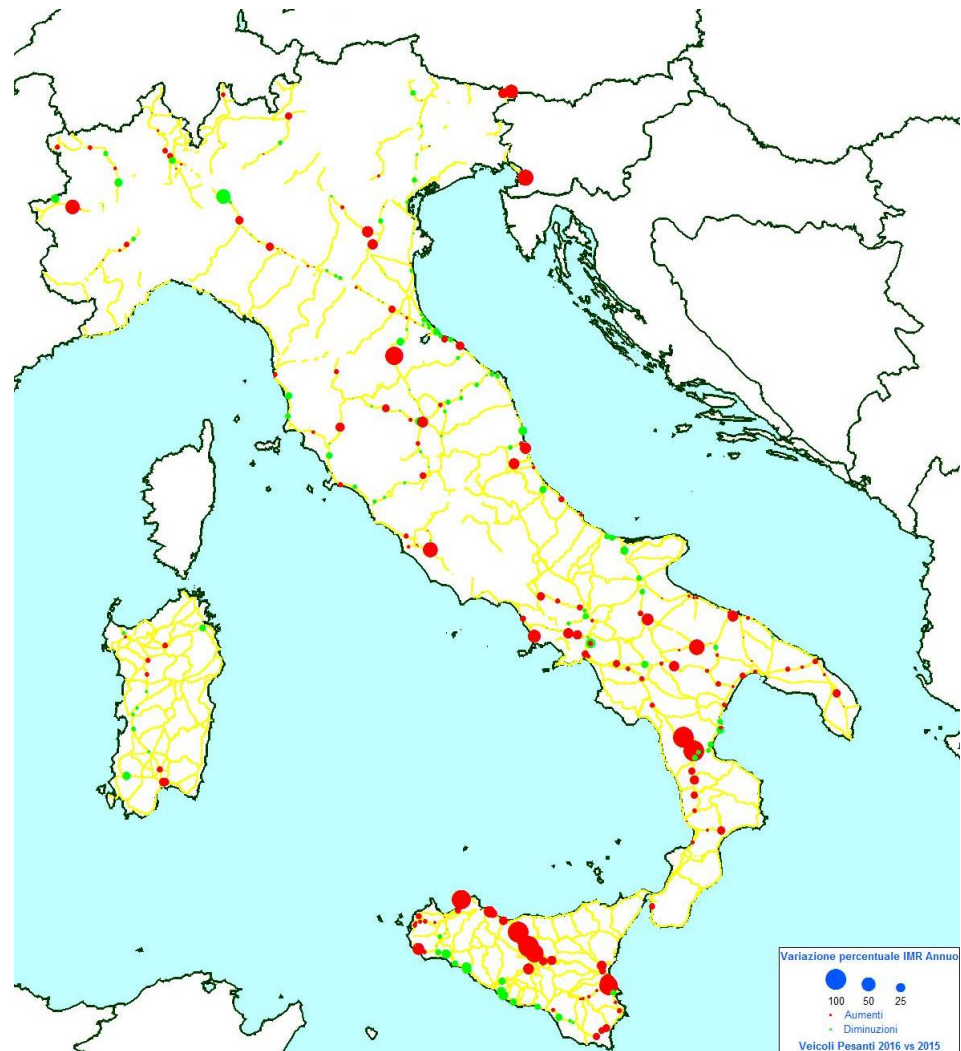 Variazione percentuale IMR Annuo
100 50 25
Aumenti
Diminuzioni
Veicoli Pesanti 2016 vs 2015